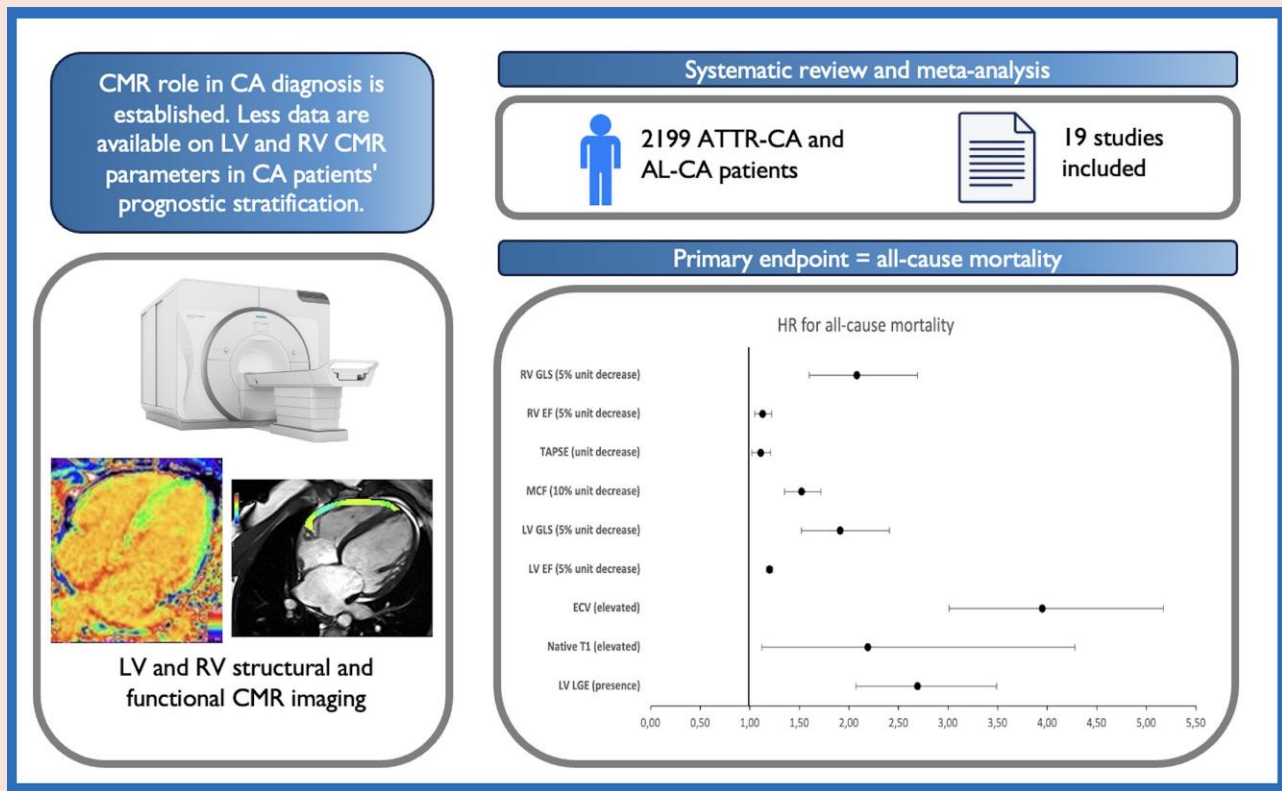 CMR role in CA diagnosis is
established. Less data are
available on LV and RV CMR
parameters in CA patients'
prognostic stratification.
LV and RV structural and
functional CMR imaging
Systematic review and meta-analysis
2199 ATTR-CA and
AL-CA patients
19 studies
included
Primary endpoint = all-cause mortality
HR for all-cause mortality
RV GLS (5% unit decrease)
RV EF (5% unit decrease)
TAPSE (unit decrease)
MCF (10% unit decrease)
LV GLS (5% unit decrease)
LV EF (5% unit decrease)
ECV (elevated)
Native T1 (elevated)
LV LGE (presence)
0,00 0,50 1,00 1,50 2,00 2,50 3,00 3,50 4,00 4,50 5,00 5,50